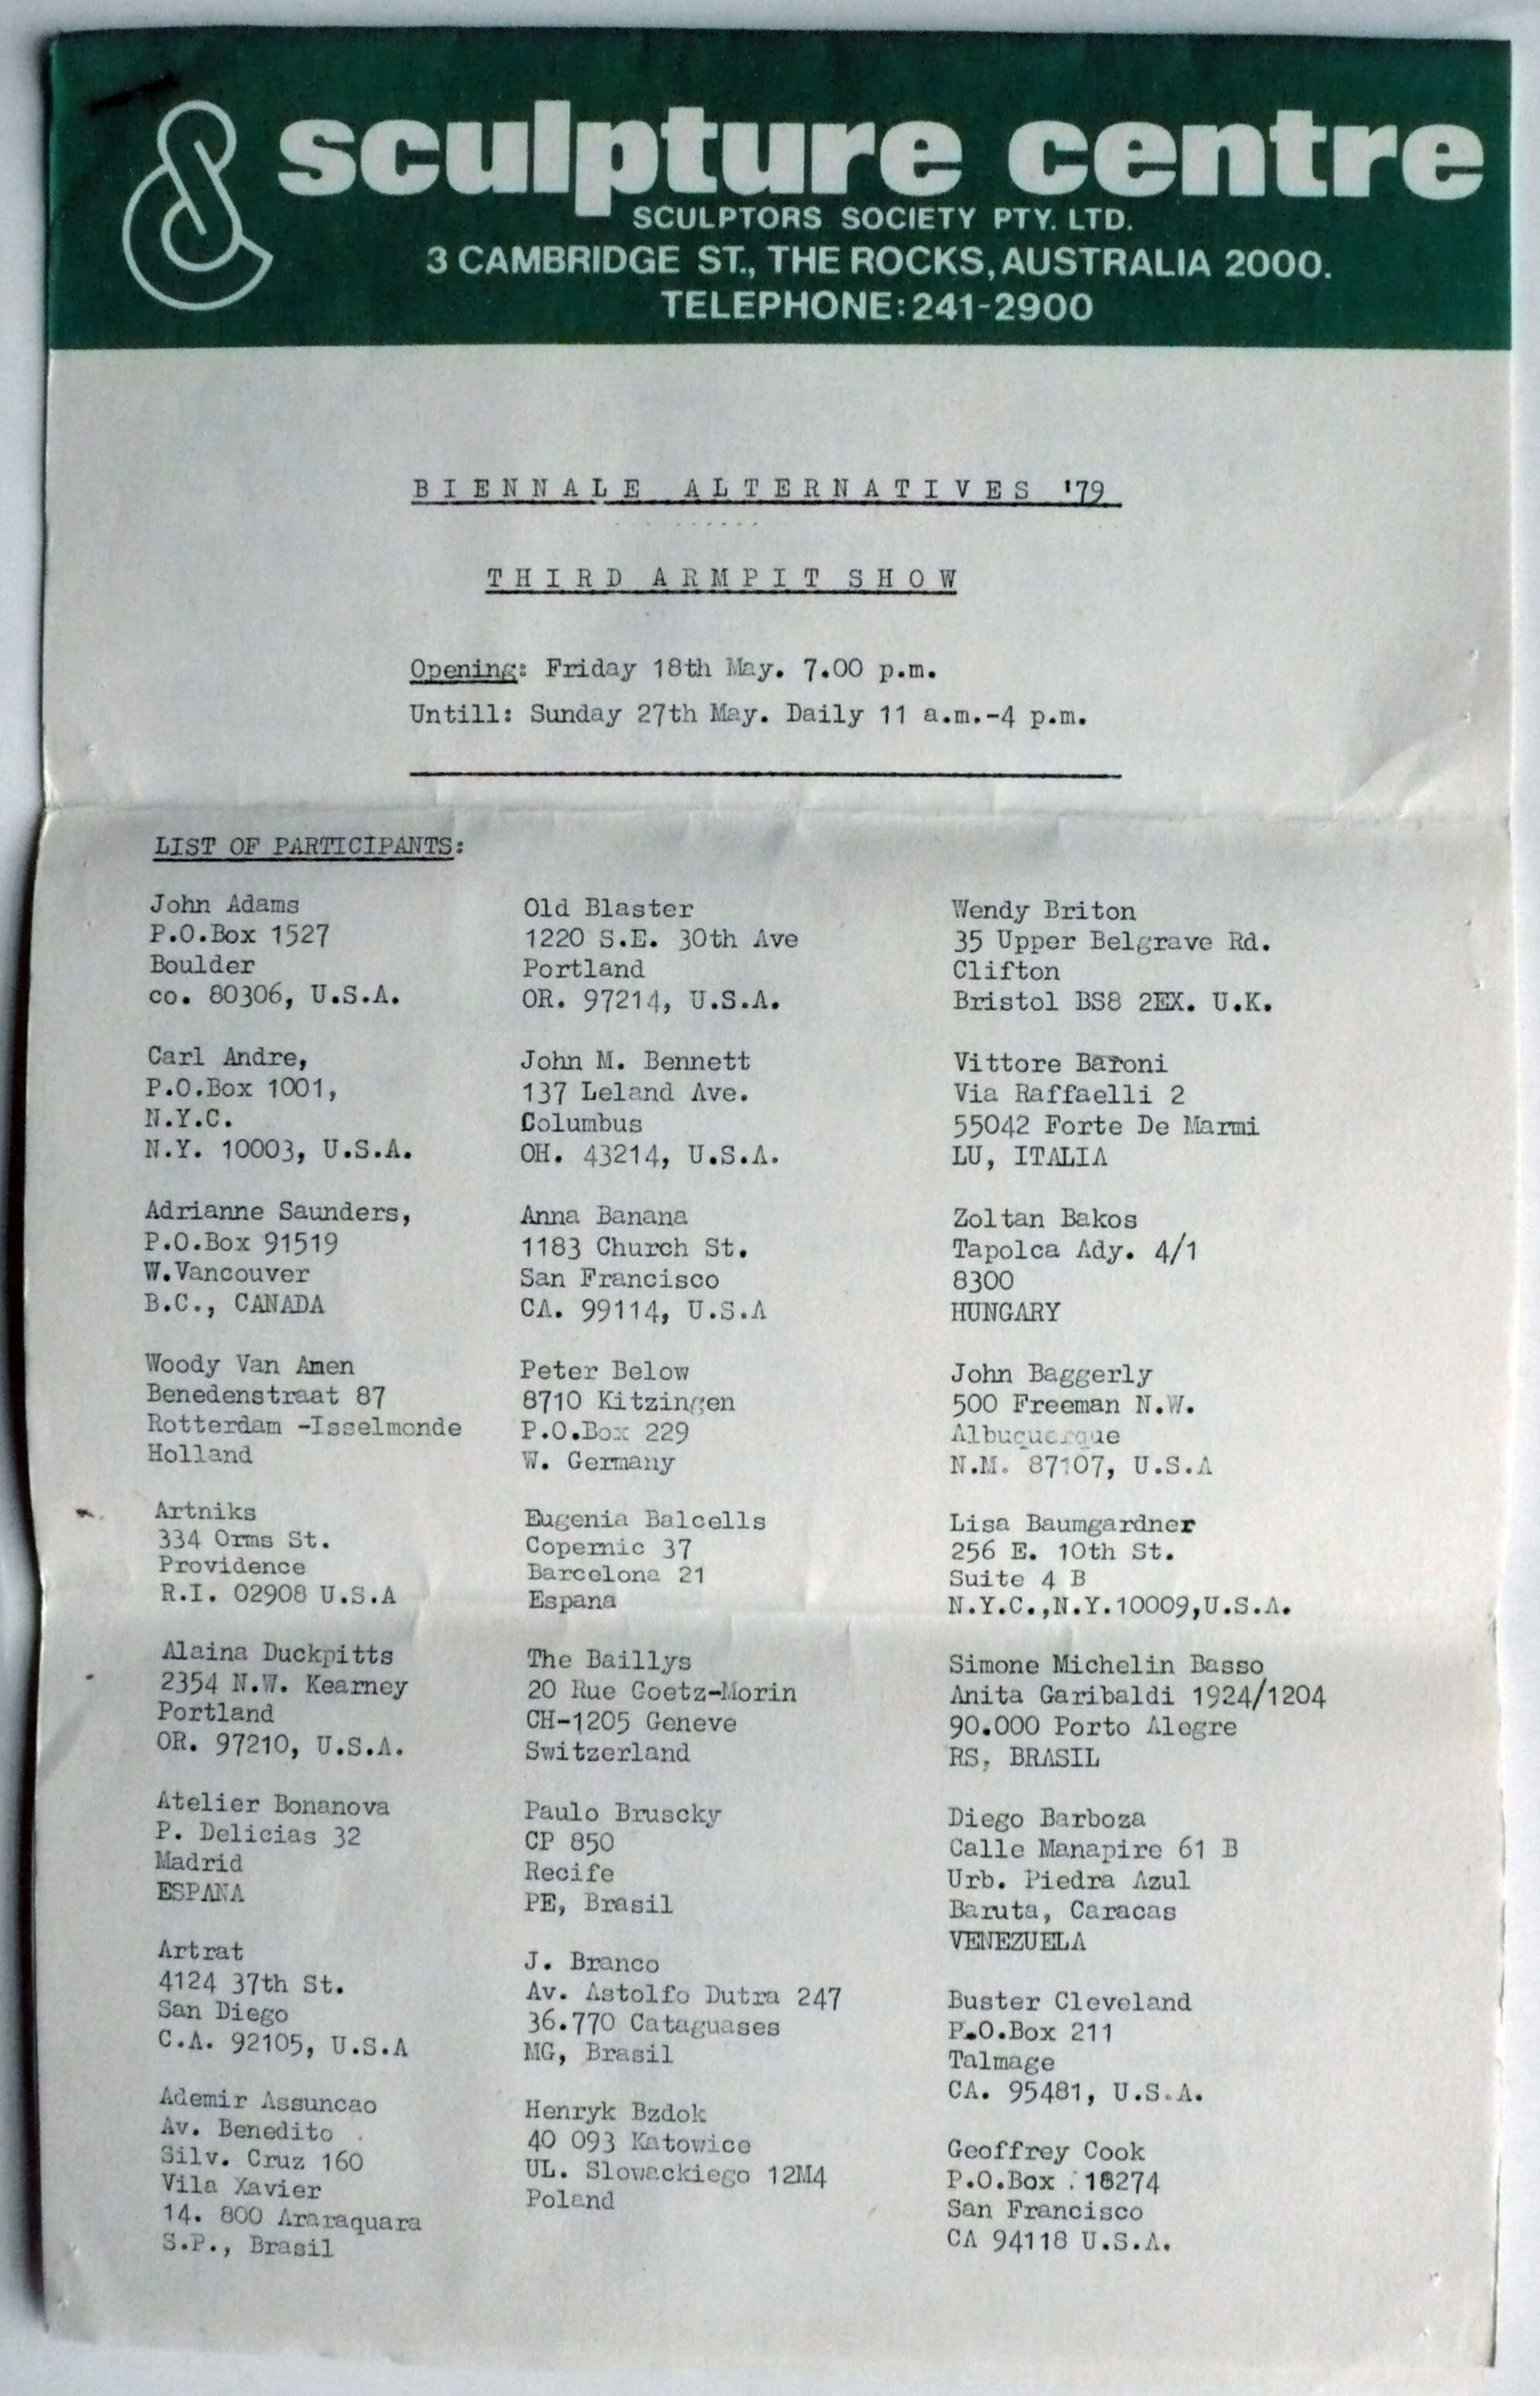 sculpture centre
SCULPTORS SOCIETY PTY. LTD.
3 CAMBRIDGE ST., THE ROCKS, AUSTRALIA 2000.
TELEPHONE: 241-2900
BIENNALE ALTERNATIVES '79
THIRD ARMPIT SHOW
Opening: Friday 18th May. 7.00 p.m.
Untill: Sunday 27th May. Daily 11 a.m.-4 p.m.
LIST OF PARTICIPANTS:
John Adams
P.O.Box 1527
Boulder
co. 80306, U.S.A.
Carl Andre,
P.O.Box 1001,
N.Y.C.
N.Y. 10003, U.S.A.
Adrianne Saunders,
P.O.Box 91519
W.Vancouver
B.C., CANADA
Woody Van Amen
Benedenstraat 87
Rotterdam -Isselmonde
Holland
Artniks
334 Orms St.
Providence
R.I. 02908 U.S.A
Alaina Duckpitts
2354 N.W. Kearney
Portland
OR. 97210, U.S.A.
Atelier Bonanova
P. Delicias 32
Madrid
ESPANA
Artrat
4124 37th St.
San Diego
C.A. 92105, U.S.A
Ademir Assuncao
Av. Benedito
Silv. Cruz 160
Vila Xavier
14. 800 Araraquara
S.P., Brasil
Old Blaster
1220 S.E. 30th Ave
Portland
OR. 97214, U.S.A.
John M. Bennett
137 Leland Ave.
Columbus
OH. 43214, U.S.A.
Anna Banana
1183 Church St.
San Francisco
CA. 99114, U.S.A
Peter Below
8710 Kitzingen
P.O.Box 229
W. Germany
Eugenia Balcells
Copernic 37
Barcelona 21
Espana
The Baillys
20 Rue Goetz-Morin
CH-1205 Geneve
Switzerland
Paulo Bruscky
CP 850
Recife
PE, Brasil
J. Branco
Av. Astolfo Dutra 247
36.770 Cataguases
MG, Brasil
Henryk Bzdok
40 093 Katowice
UL. Slowackiego 12M4
Poland
Wendy Briton
35 Upper Belgrave Rd.
Clifton
Bristol BS8 2EX. U.K.
Vittore Baroni
Via Raffaelli 2
55042 Forte De Marmi
LU, ITALIA
Zoltan Bakos
Tapolca Ady. 4/1
8300
HUNGARY
John Baggerly
500 Freeman N.W.
Albuquerque
N.M. 87107, U.S.A
Lisa Baumgardner
256 E. 10th St.
Suite 4 B
N.Y.C.,N.Y.10009,U.S.A.
Simone Michelin Basso
Anita Garibaldi 1924/1204
90.000 Porto Alegre
RS, BRASIL
Diego Barboza
Calle Manapire 61 B
Urb. Piedra Azul
Baruta, Caracas
VENEZUELA
Buster Cleveland
P.O.Box 211
Talmage
CA. 95481, U.S.A.
Geoffrey Cook
P.O.Box 18274
San Francisco
CA 94118 U.S.A.